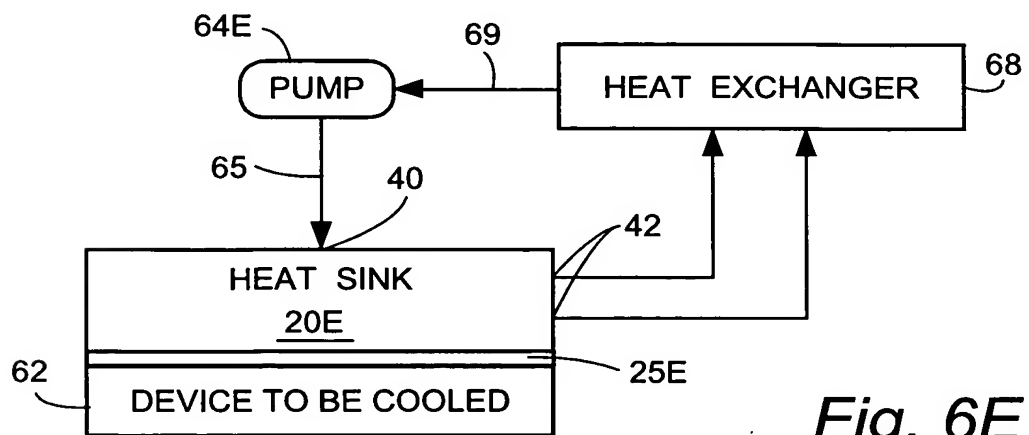 64E
PUMP
69
HEAT EXCHANGER
68
65
40
42
HEAT SINK
20E
62
25E
DEVICE TO BE COOLED
Fig. 6E